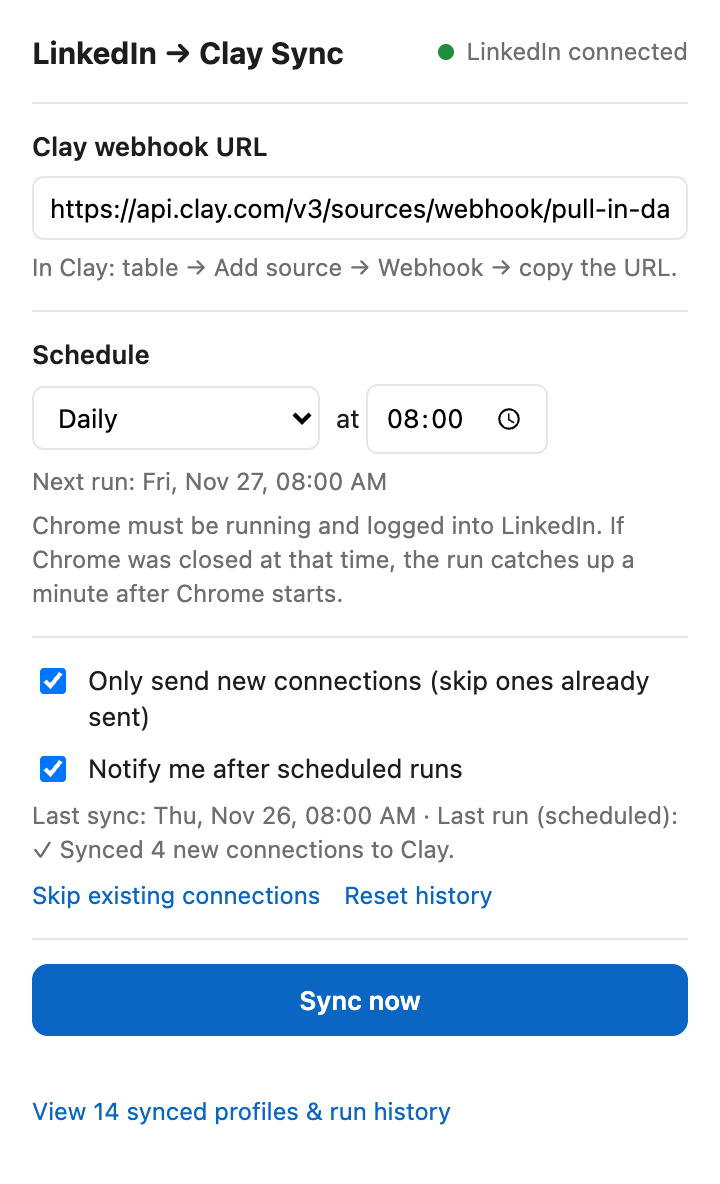 LinkedIn → Clay Sync
LinkedIn connected
Clay webhook URL
https://api.clay.com/v3/sources/webhook/pull-in-da
In Clay: table → Add source → Webhook → copy the URL.
Schedule
Daily at 08:00
Next run: Fri, Nov 27, 08:00 AM
Chrome must be running and logged into LinkedIn. If
Chrome was closed at that time, the run catches up a
minute after Chrome starts.
Only send new connections (skip ones already
sent)
Notify me after scheduled runs
Last sync: Thu, Nov 26, 08:00 AM · Last run (scheduled):
✓ Synced 4 new connections to Clay.
Skip existing connections Reset history
Sync now
View 14 synced profiles & run history